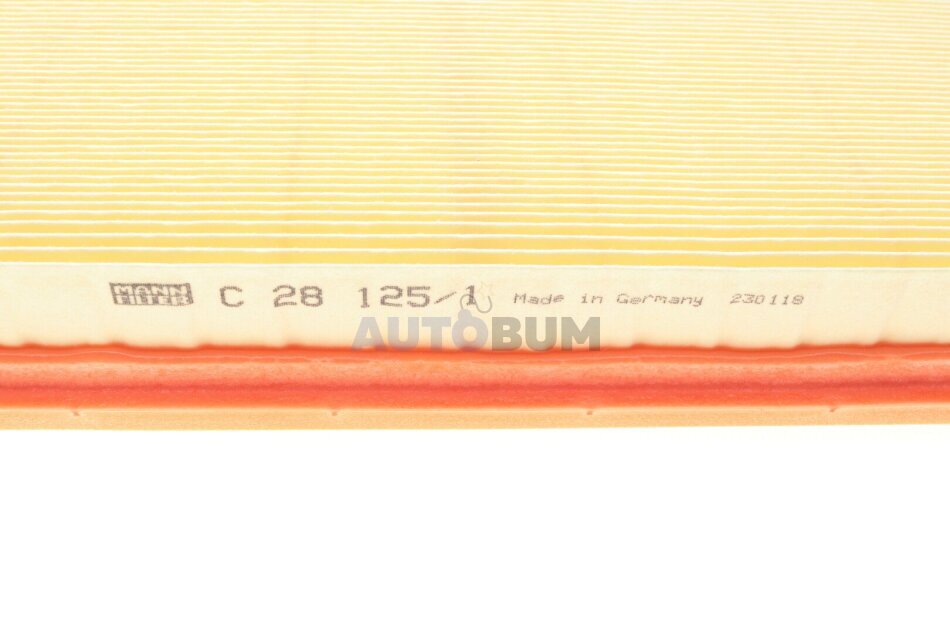 MANN FILTER C 28 125/1 Made in Germany 230118
AUTOBUM